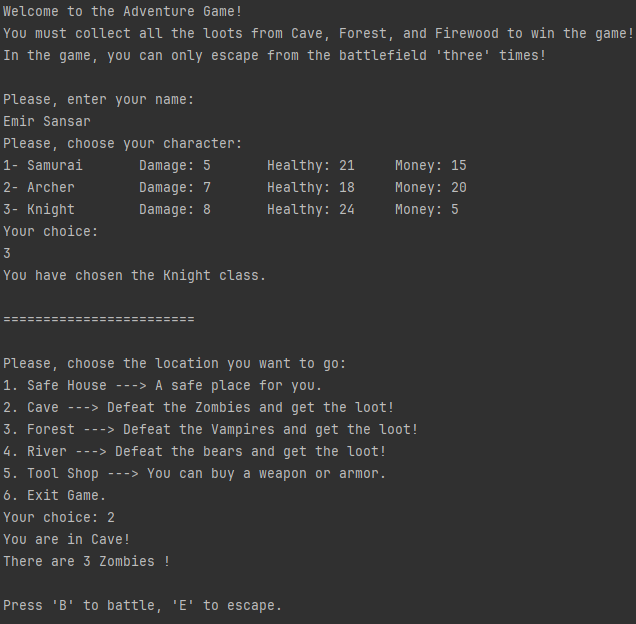 Welcome to the Adventure Game!
You must collect all the loots from Cave, Forest, and Firewood to win the game!
In the game, you can only escape from the battlefield 'three' times!
Please, enter your name:
Emir Sansar
Please, choose your character:
1- Samurai Damage: 5 Healthy: 21 Money: 15
2- Archer Damage: 7 Healthy: 18 Money: 20
3- Knight Damage: 8 Healthy: 24 Money: 5
Your choice:
3
You have chosen the Knight class.
========================
Please, choose the location you want to go:
1. Safe House ---> A safe place for you.
2. Cave ---> Defeat the Zombies and get the loot!
3. Forest ---> Defeat the Vampires and get the loot!
4. River ---> Defeat the bears and get the loot!
5. Tool Shop ---> You can buy a weapon or armor.
6. Exit Game.
Your choice: 2
You are in Cave!
There are 3 Zombies !
Press 'B' to battle, 'E' to escape.